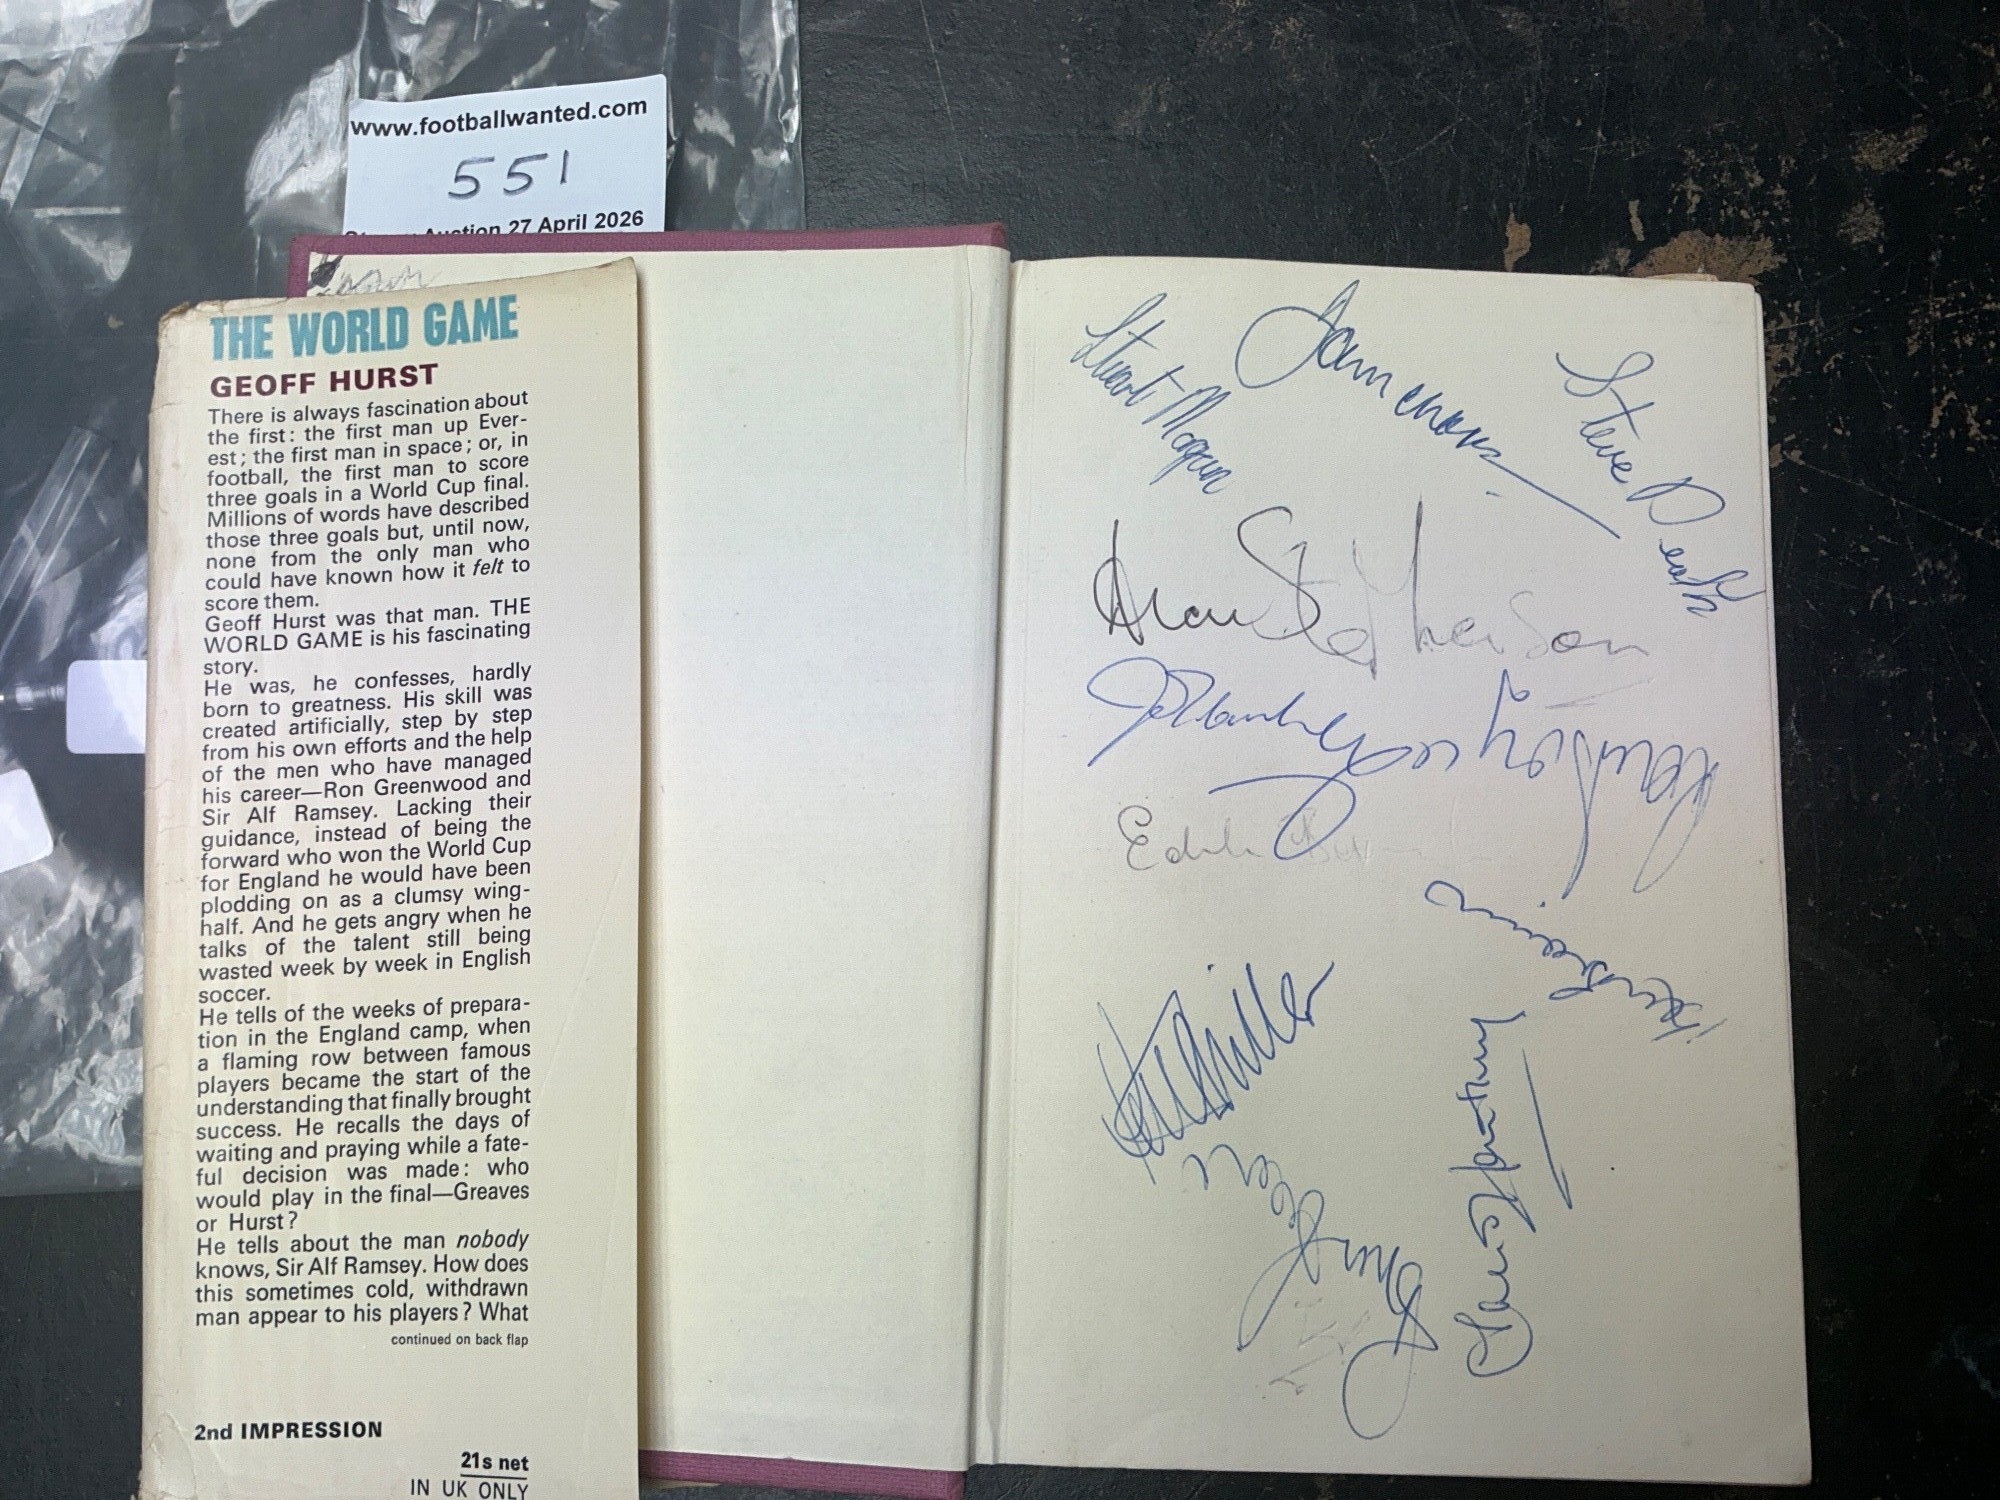 www.footballwanted.com
551
Auction 27 April 2026
THE WORLD GAME
GEOFF HURST
There is always fascination about
the first: the first man up Ever-
est; the first man in space; or, in
football, the first man to score
three goals in a World Cup final.
Millions of words have described
those three goals but, until now,
none from the only man who
could have known how it felt to
score them.
Geoff Hurst was that man. THE
WORLD GAME is his fascinating
story.
He was, he confesses, hardly
born to greatness. His skill was
created artificially, step by step
from his own efforts and the help
of the men who have managed
his career—Ron Greenwood and
Sir Alf Ramsey. Lacking their
guidance, instead of being the
forward who won the World Cup
for England he would have been
plodding on as a clumsy wing-
half. And he gets angry when he
talks of the talent still being
wasted week by week in English
soccer.
He tells of the weeks of prepara-
tion in the England camp, when
a flaming row between famous
players became the start of the
understanding that finally brought
success. He recalls the days of
waiting and praying while a fate-
ful decision was made: who
would play in the final—Greaves
or Hurst?
He tells about the man nobody
knows, Sir Alf Ramsey. How does
this sometimes cold, withdrawn
man appear to his players? What
continued on back flap
2nd IMPRESSION
21s net
IN UK ONLY
Stuart Morgan
Steve Death